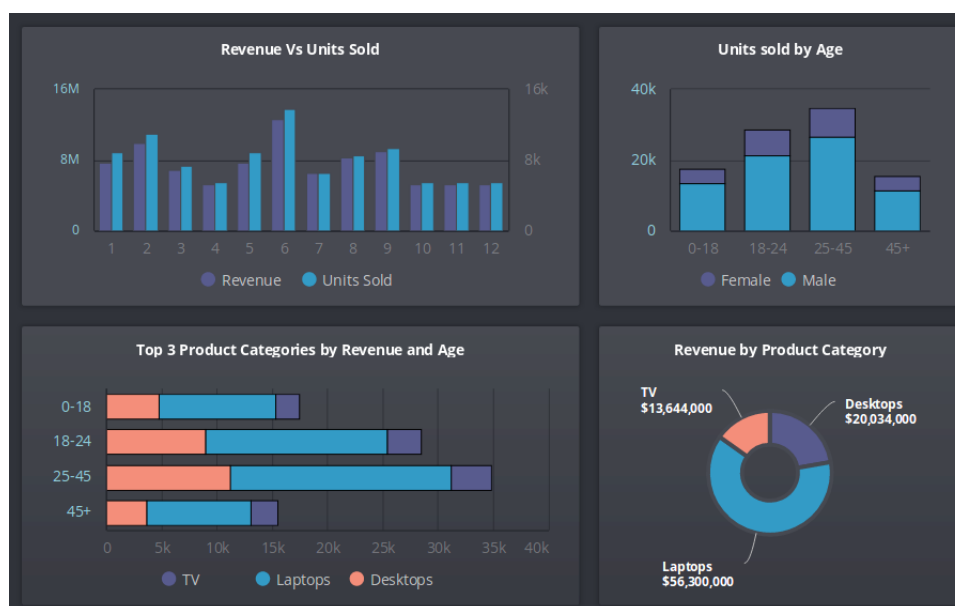 Revenue Vs Units Sold
16M
16k
8M
8k
0
0
1 2 3 4 5 6 7 8 9 10 11 12
Revenue Units Sold
Units sold by Age
40k
20k
0
0-18 18-24 25-45 45+
Female Male
Top 3 Product Categories by Revenue and Age
0-18
18-24
25-45
45+
0 5k 10k 15k 20k 25k 30k 35k 40k
TV Laptops Desktops
Revenue by Product Category
TV
$13,644,000
Desktops
$20,034,000
Laptops
$56,300,000